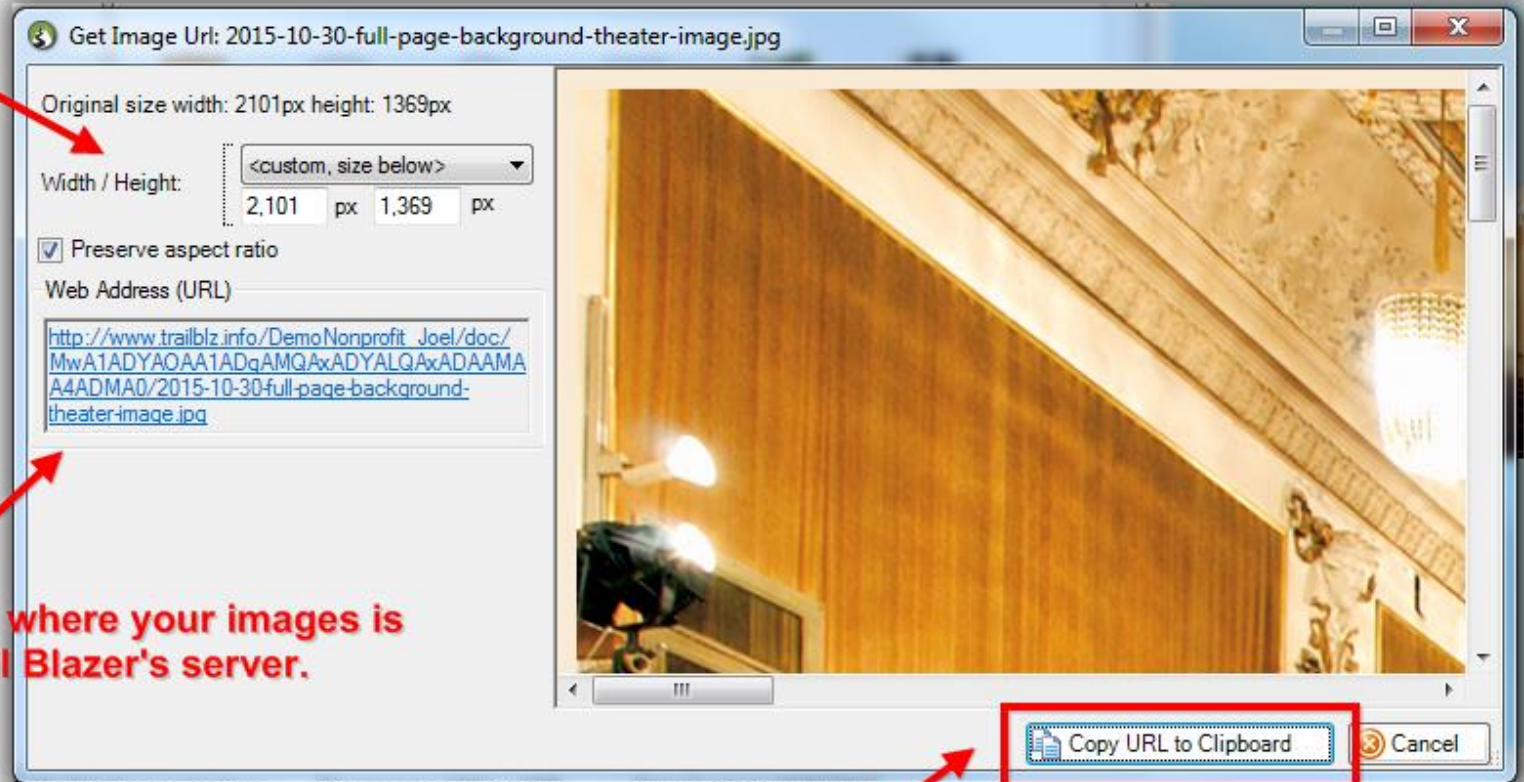 Get Image Url: 2015-10-30-full-page-background-theater-image.jpg
Original size width: 2101px height: 1369px
Width / Height:
<custom, size below>
2,101 px 1,369 px
Preserve aspect ratio
Web Address (URL)
http://www.trailblz.info/DemoNonprofit_Joel/doc/
MwA1ADYAOAA1ADgAMQAxADYALQAxADAAMA
A4ADMA0/2015-10-30-full-page-background-
theater-image.jpg
where your images is
l Blazer's server.
Copy URL to Clipboard
Cancel